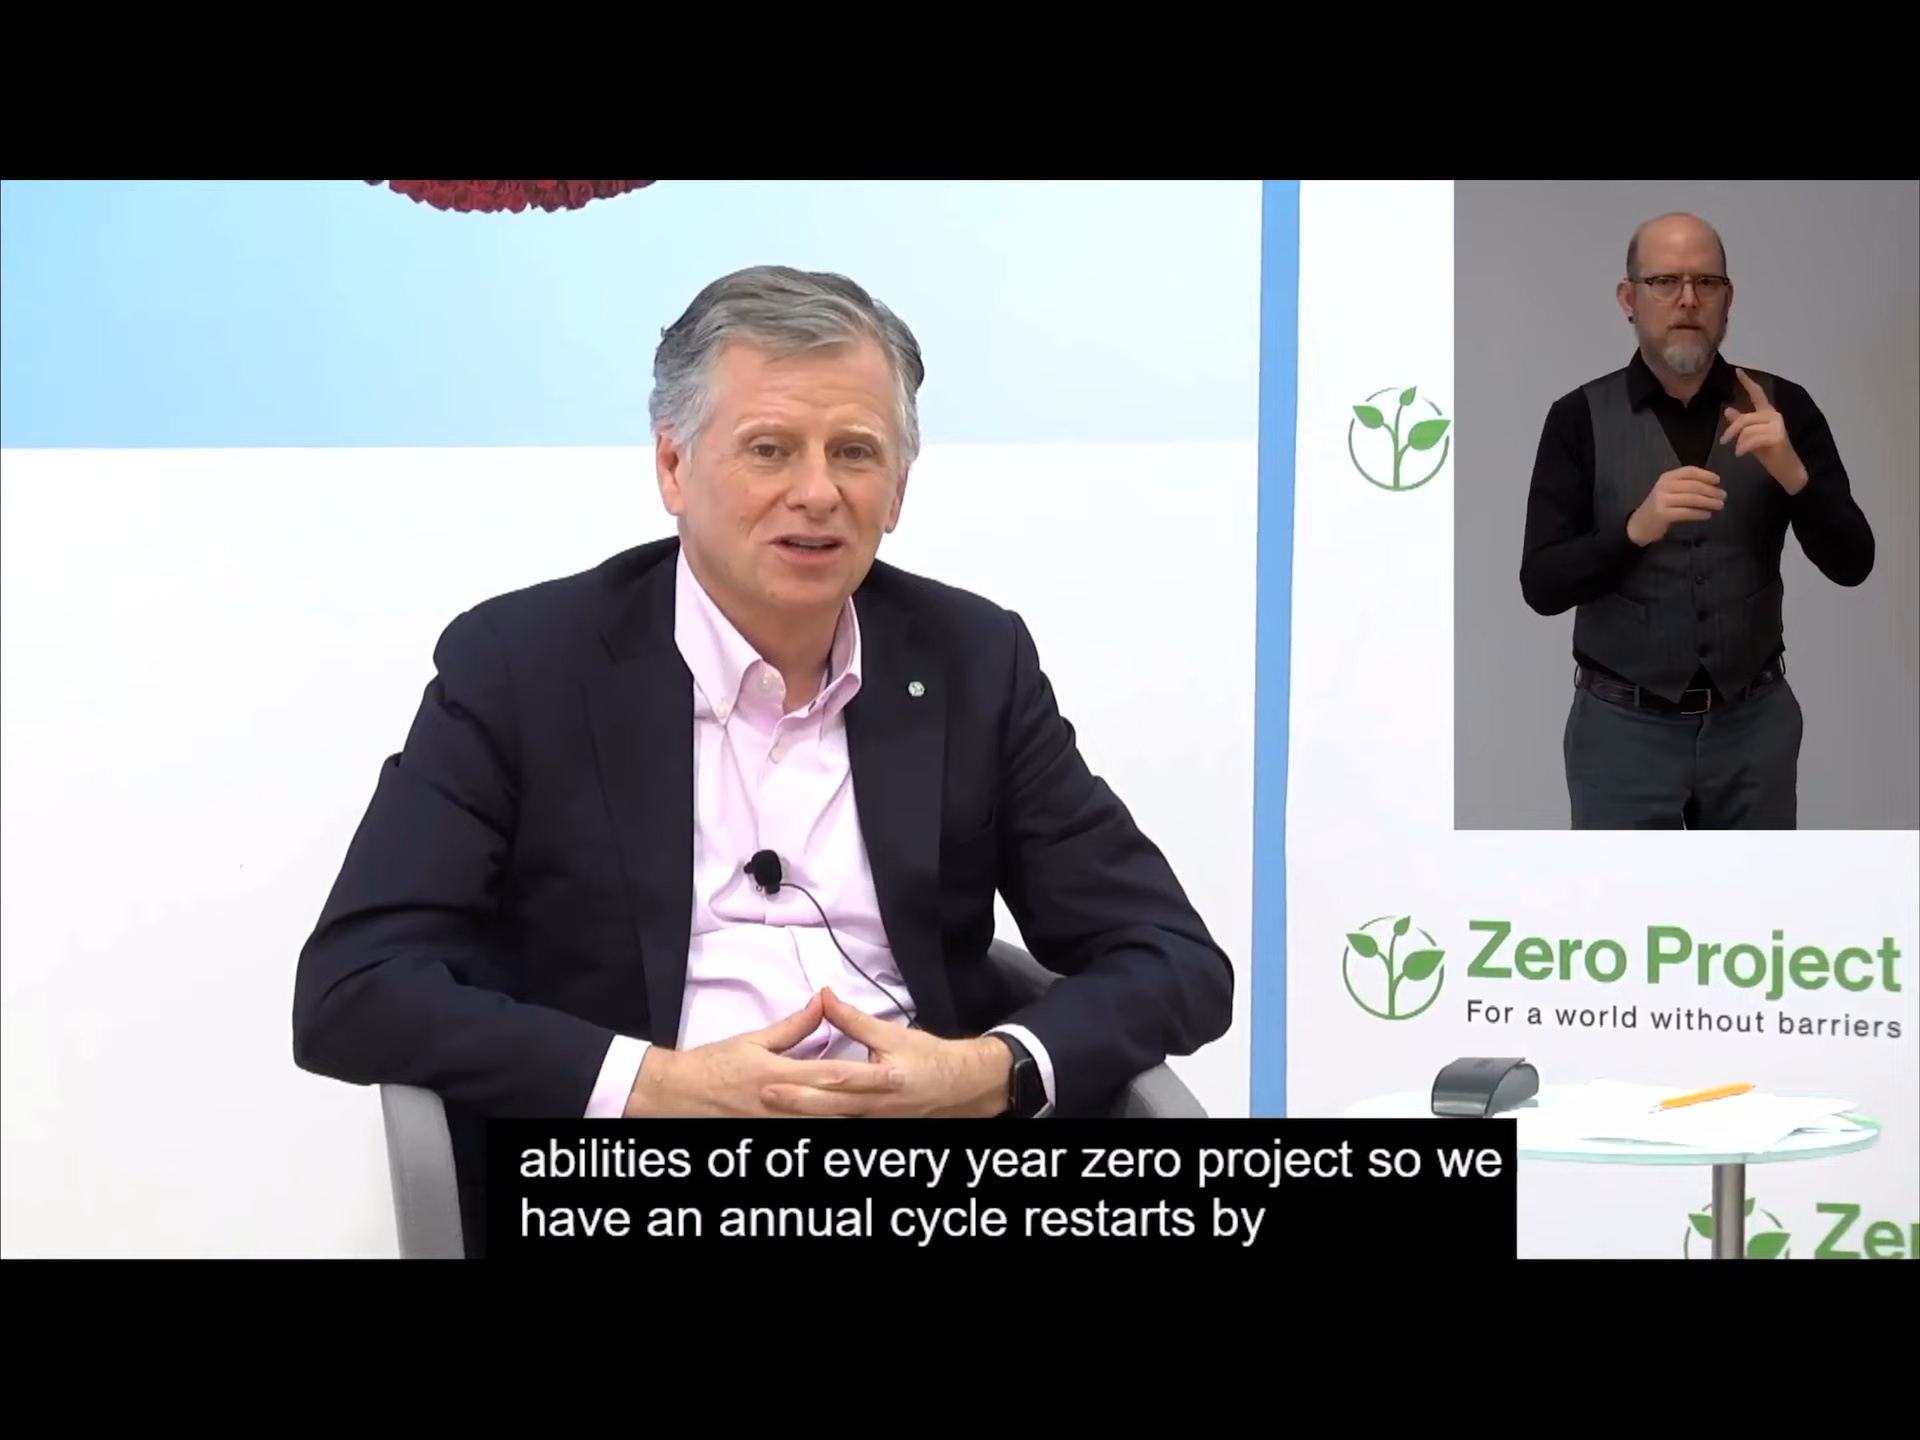 Zero Project
For a world without barriers
Zer
abilities of of every year zero project so we
have an annual cycle restarts by